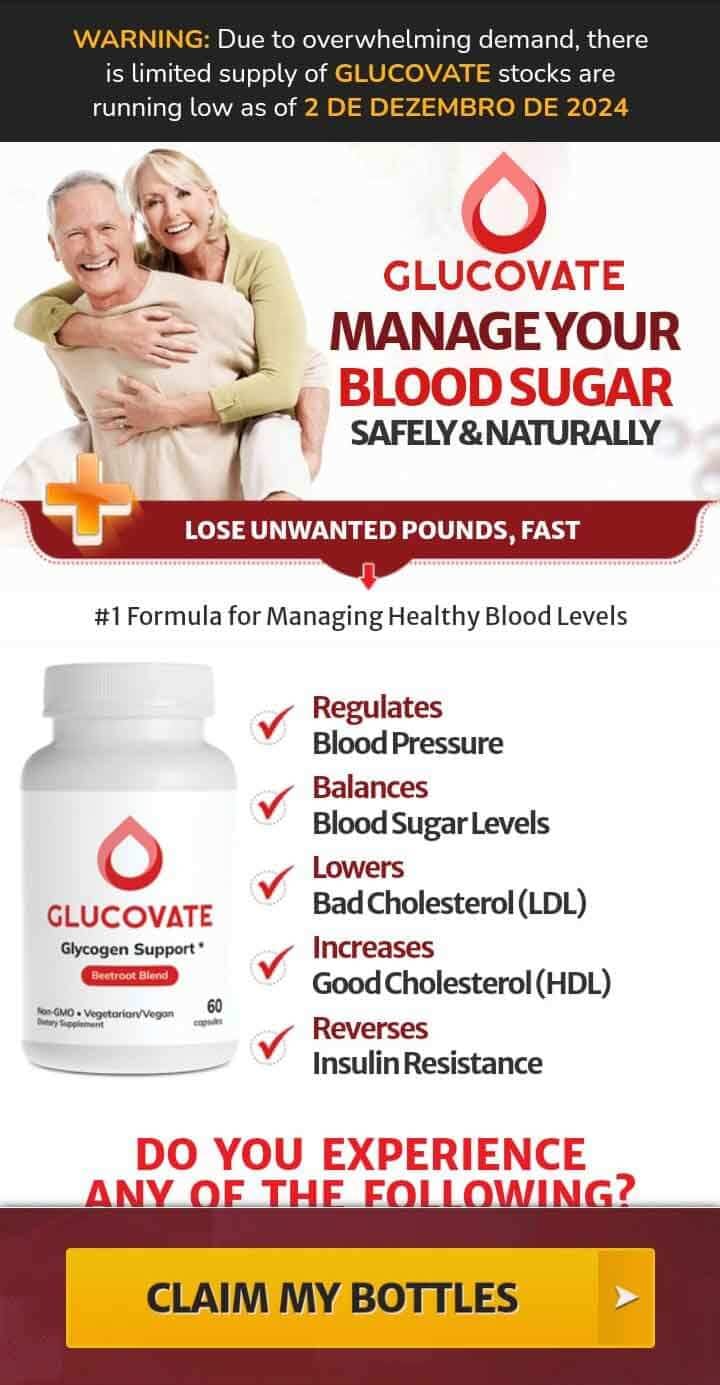 WARNING: Due to overwhelming demand, there
is limited supply of GLUCOVATE stocks are
running low as of 2 DE DEZEMBRO DE 2024
GLUCOVATE
MANAGE YOUR
BLOOD SUGAR
SAFELY & NATURALLY
LOSE UNWANTED POUNDS, FAST
#1 Formula for Managing Healthy Blood Levels
Regulates
Blood Pressure
Balances
Blood Sugar Levels
Lowers
Bad Cholesterol (LDL)
Increases
Good Cholesterol (HDL)
Reverses
Insulin Resistance
GLUCOVATE
Glycogen Support*
Beetroot Blend
Non-GMO • Vegetarian/Vegan
Dietary Supplement
60
capsules
DO YOU EXPERIENCE
ANY OF THE FOLLOWING?
CLAIM MY BOTTLES